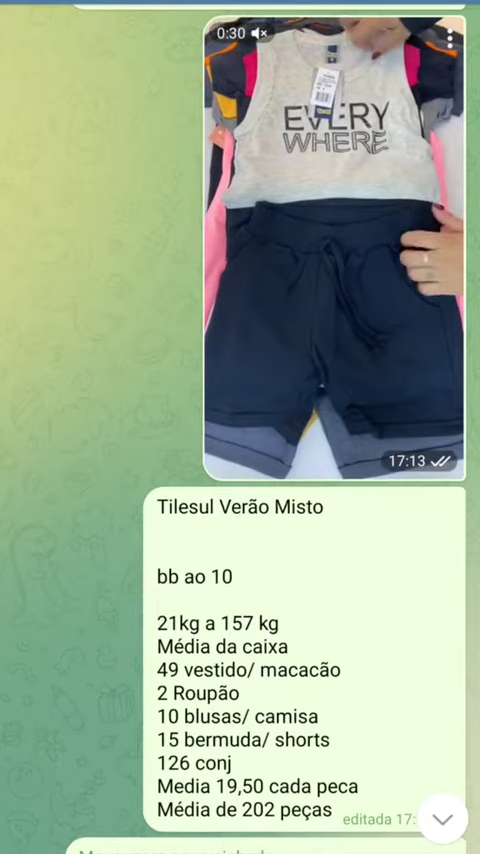 0:30
EVERY
WHERE
17:13
Tilesul Verão Misto
bb ao 10
21kg a 157 kg
Média da caixa
49 vestido/ macacão
2 Roupão
10 blusas/ camisa
15 bermuda/ shorts
126 conj
Media 19,50 cada peca
Média de 202 peças
editada 17: